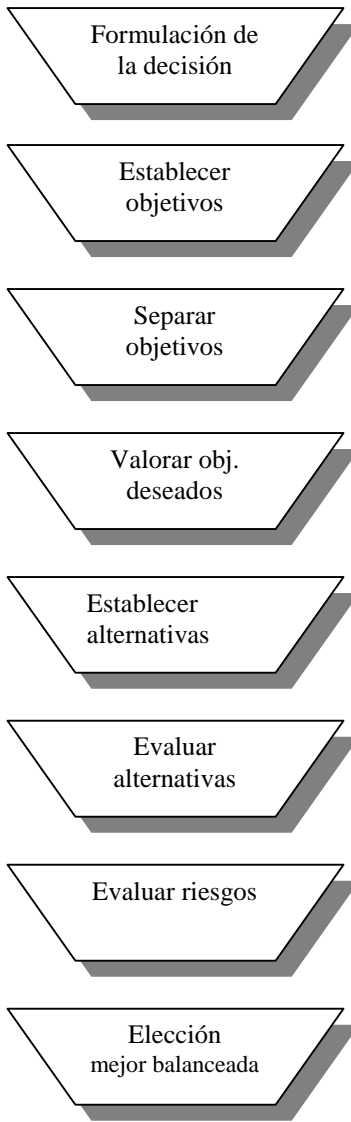 Formulación de
la decisión
Establecer
objetivos
Separar
objetivos
Valorar obj.
deseados
Establecer
alternativas
Evaluar
alternativas
Evaluar riesgos
Elección
mejor balanceada